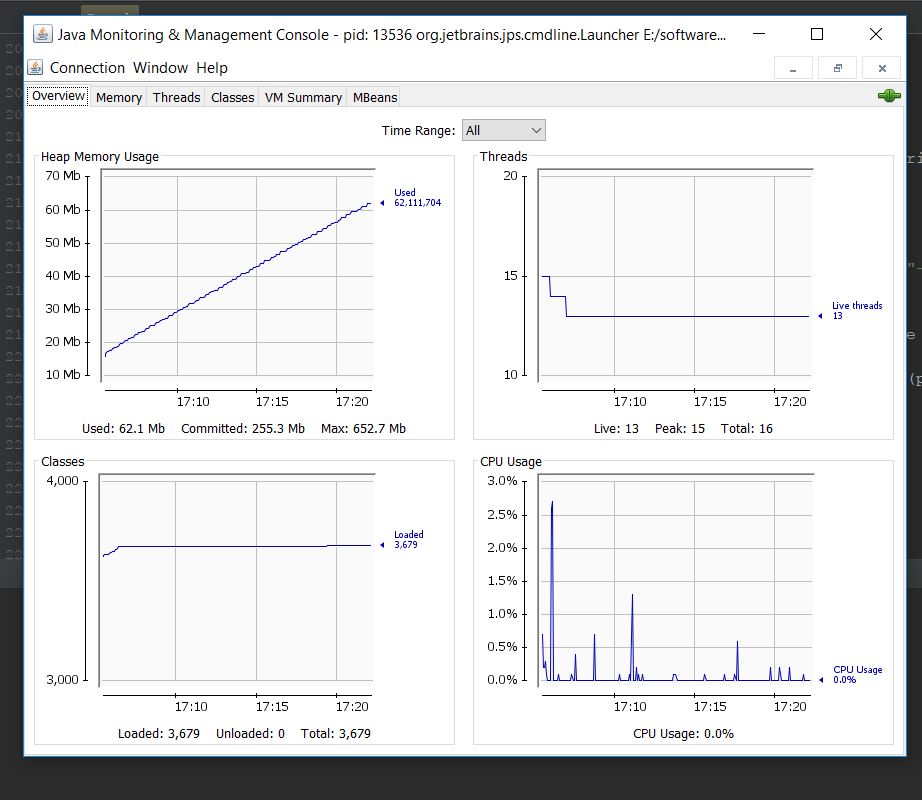 Java Monitoring & Management Console - pid: 13536 org.jetbrains.jps.cmdline.Launcher E:/software...
Connection Window Help
Overview Memory Threads Classes VM Summary MBeans
Time Range: All
Heap Memory Usage
70 Mb
60 Mb
50 Mb
40 Mb
30 Mb
20 Mb
10 Mb
Used
62,111,704
17:10 17:15 17:20
Used: 62.1 Mb Committed: 255.3 Mb Max: 652.7 Mb
Threads
20
15
10
Live threads
13
17:10 17:15 17:20
Live: 13 Peak: 15 Total: 16
Classes
4,000
3,000
Loaded
3,679
17:10 17:15 17:20
Loaded: 3,679 Unloaded: 0 Total: 3,679
CPU Usage
3.0%
2.5%
2.0%
1.5%
1.0%
0.5%
0.0%
CPU Usage
0.0%
17:10 17:15 17:20
CPU Usage: 0.0%